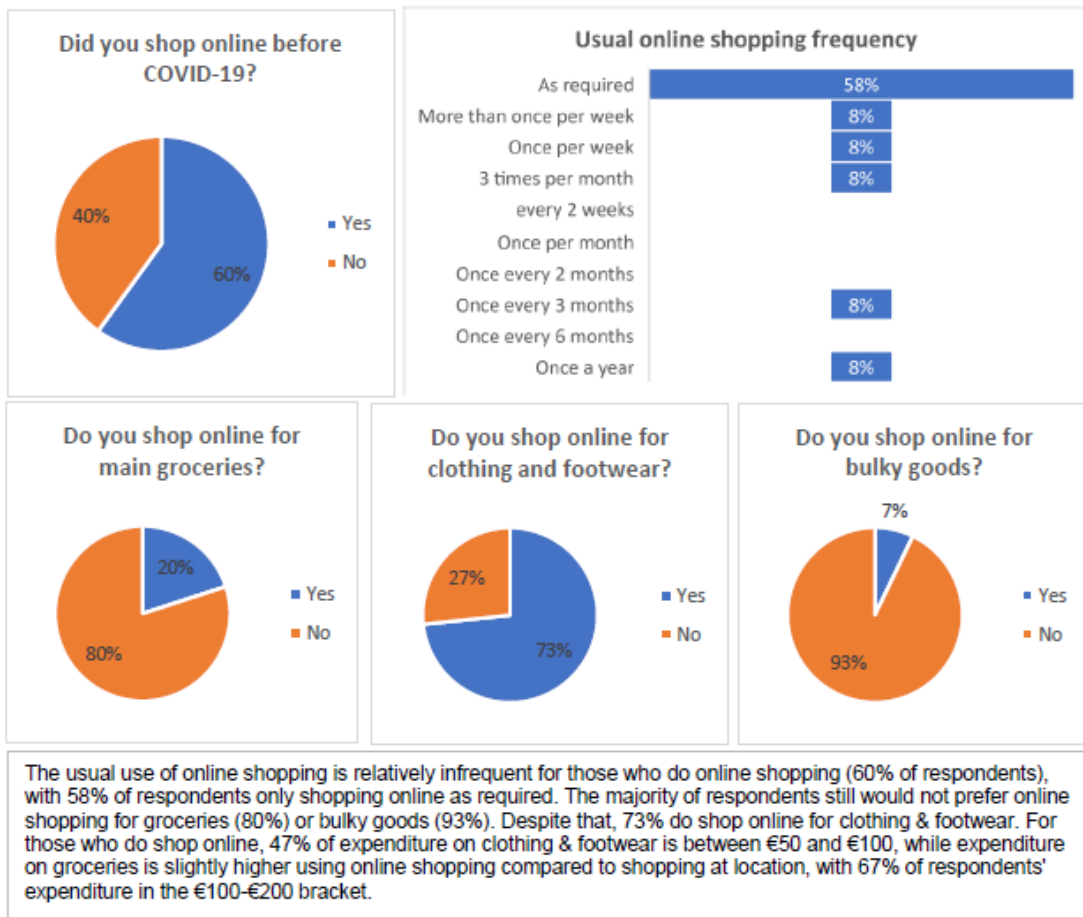 Did you shop online before
COVID-19?
40%
60%
Yes
No
Usual online shopping frequency
As required
58%
More than once per week
8%
Once per week
8%
3 times per month
8%
every 2 weeks
Once per month
Once every 2 months
Once every 3 months
8%
Once every 6 months
Once a year
8%
Do you shop online for
main groceries?
20%
80%
Yes
No
Do you shop online for
clothing and footwear?
27%
73%
Yes
No
Do you shop online for
bulky goods?
7%
93%
Yes
No
The usual use of online shopping is relatively infrequent for those who do online shopping (60% of respondents),
with 58% of respondents only shopping online as required. The majority of respondents still would not prefer online
shopping for groceries (80%) or bulky goods (93%). Despite that, 73% do shop online for clothing & footwear. For
those who do shop online, 47% of expenditure on clothing & footwear is between €50 and €100, while expenditure
on groceries is slightly higher using online shopping compared to shopping at location, with 67% of respondents'
expenditure in the €100-€200 bracket.